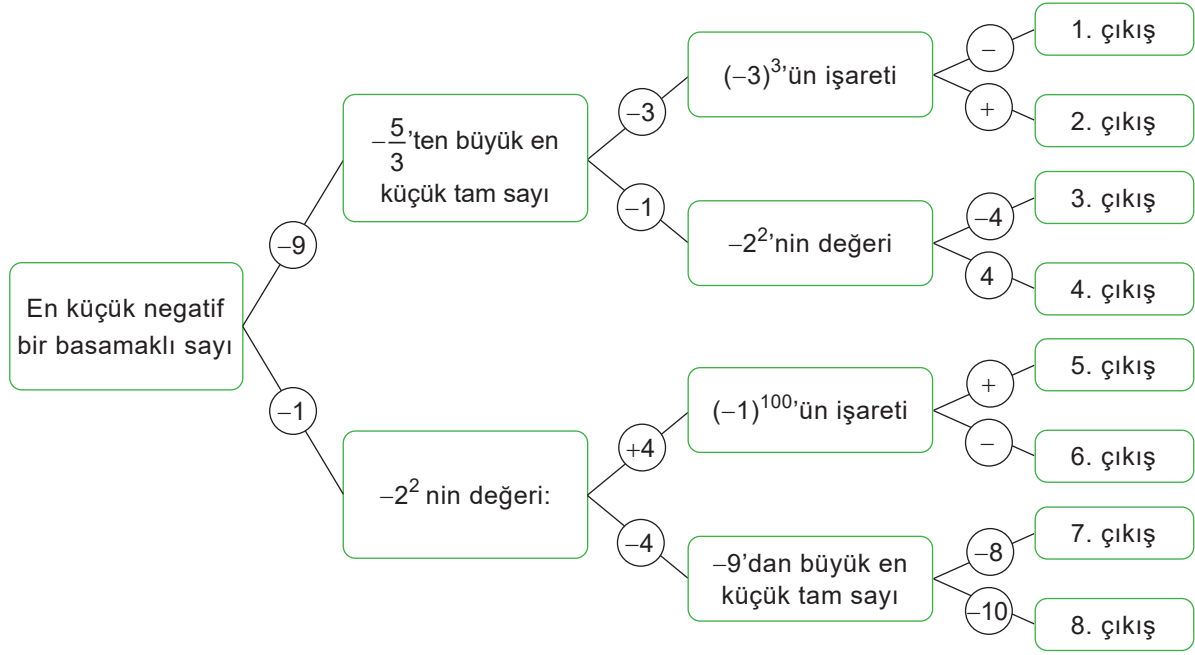 En küçük negatif
bir basamaklı sayı
−9
−1
−5/3'ten büyük en
küçük tam sayı
−2² nin değeri:
−3
−1
+4
−4
(−3)³'ün işareti
−2²'nin değeri
(−1)¹⁰⁰'ün işareti
−9'dan büyük en
küçük tam sayı
−
+
−4
4
+
−
−8
−10
1. çıkış
2. çıkış
3. çıkış
4. çıkış
5. çıkış
6. çıkış
7. çıkış
8. çıkış